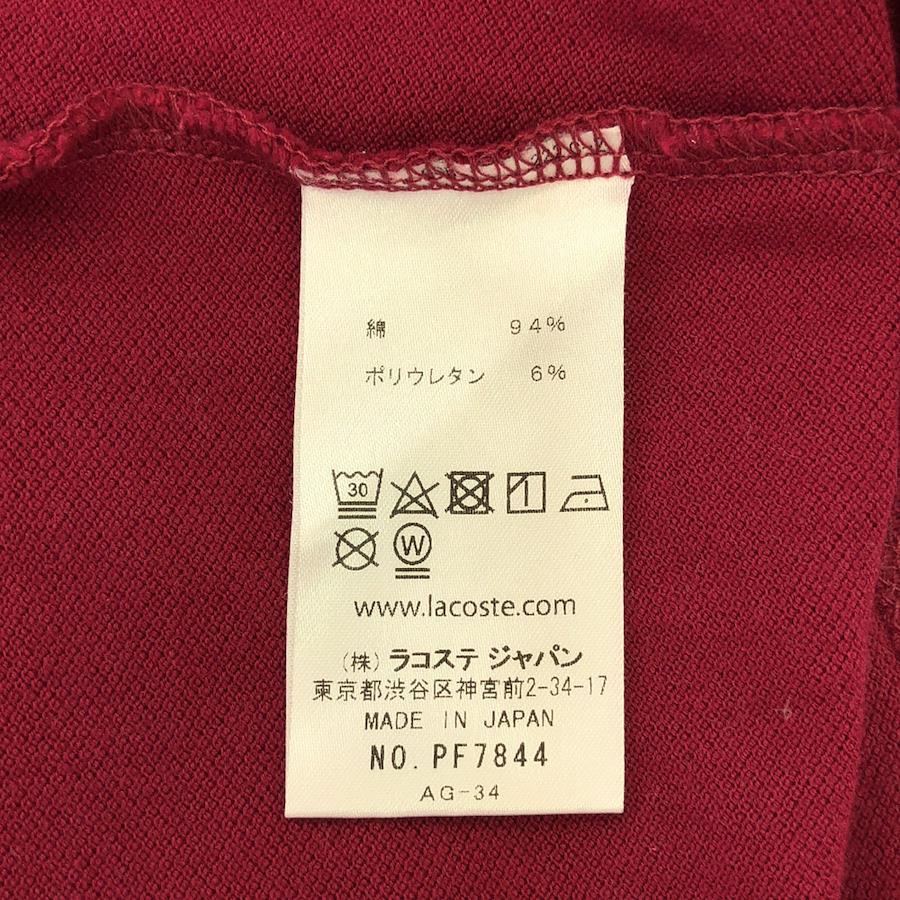 綿 94%
ポリウレタン 6%
30
W
www.lacoste.com
(株) ラコステ ジャパン
東京都渋谷区神宮前2-34-17
MADE IN JAPAN
NO. PF7844
AG-34